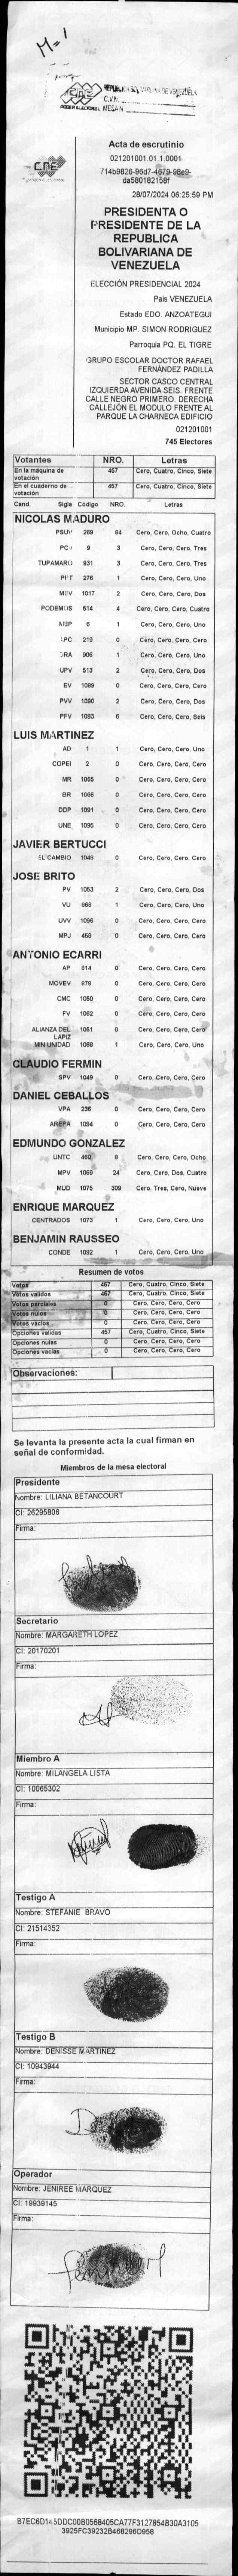 M=1
CNE
PODER ELECTORAL
REPUBLICA BOLIVARIANA DE VENEZUELA
C.V.N.
MESA N
CNE
Acta de escrutinio
021201001.01.1.0001
714b9826-96d7-4679-98e9-
da580182158f
28/07/2024 06:25:59 PM
PRESIDENTA O
PRESIDENTE DE LA
REPUBLICA
BOLIVARIANA DE
VENEZUELA
ELECCIÓN PRESIDENCIAL 2024
Pais VENEZUELA
Estado EDO. ANZOATEGUI
Municipio MP. SIMON RODRIGUEZ
Parroquia PQ. EL TIGRE
GRUPO ESCOLAR DOCTOR RAFAEL
FERNÁNDEZ PADILLA
SECTOR CASCO CENTRAL
IZQUIERDA AVENIDA SEIS. FRENTE
CALLE NEGRO PRIMERO. DERECHA
CALLEJÓN EL MODULO FRENTE AL
PARQUE LA CHARNECA EDIFICIO
021201001
745 Electores
Votantes NRO. Letras
En la máquina de votación 457 Cero, Cuatro, Cinco, Siete
En el cuaderno de votación 457 Cero, Cuatro, Cinco, Siete
Cand. Sigla Código NRO. Letras
NICOLAS MADURO
PSUV 269 84 Cero, Cero, Ocho, Cuatro
PCV 9 3 Cero, Cero, Cero, Tres
TUPAMARO 931 3 Cero, Cero, Cero, Tres
PPT 276 1 Cero, Cero, Cero, Uno
MSV 1017 2 Cero, Cero, Cero, Dos
PODEMOS 514 4 Cero, Cero, Cero, Cuatro
MEP 6 1 Cero, Cero, Cero, Uno
APC 219 0 Cero, Cero, Cero, Cero
ORA 906 1 Cero, Cero, Cero, Uno
UPV 513 2 Cero, Cero, Cero, Dos
EV 1089 0 Cero, Cero, Cero, Cero
PVV 1090 2 Cero, Cero, Cero, Dos
PFV 1093 6 Cero, Cero, Cero, Seis
LUIS MARTINEZ
AD 1 1 Cero, Cero, Cero, Uno
COPEI 2 0 Cero, Cero, Cero, Cero
MR 1065 0 Cero, Cero, Cero, Cero
BR 1066 0 Cero, Cero, Cero, Cero
DDP 1091 0 Cero, Cero, Cero, Cero
UNE 1095 0 Cero, Cero, Cero, Cero
JAVIER BERTUCCI
EL CAMBIO 1048 0 Cero, Cero, Cero, Cero
JOSE BRITO
PV 1053 2 Cero, Cero, Cero, Dos
VU 868 1 Cero, Cero, Cero, Uno
UVV 1096 0 Cero, Cero, Cero, Cero
MPJ 458 0 Cero, Cero, Cero, Cero
ANTONIO ECARRI
AP 814 0 Cero, Cero, Cero, Cero
MOVEV 878 0 Cero, Cero, Cero, Cero
CMC 1050 0 Cero, Cero, Cero, Cero
FV 1062 0 Cero, Cero, Cero, Cero
ALIANZA DEL LAPIZ 1051 0 Cero, Cero, Cero, Cero
MIN UNIDAD 1068 1 Cero, Cero, Cero, Uno
CLAUDIO FERMIN
SPV 1049 0 Cero, Cero, Cero, Cero
DANIEL CEBALLOS
VPA 236 0 Cero, Cero, Cero, Cero
AREPA 1094 0 Cero, Cero, Cero, Cero
EDMUNDO GONZALEZ
UNTC 460 8 Cero, Cero, Cero, Ocho
MPV 1069 24 Cero, Cero, Dos, Cuatro
MUD 1075 309 Cero, Tres, Cero, Nueve
ENRIQUE MARQUEZ
CENTRADOS 1073 1 Cero, Cero, Cero, Uno
BENJAMIN RAUSSEO
CONDE 1092 1 Cero, Cero, Cero, Uno
Resumen de votos
Votos 457 Cero, Cuatro, Cinco, Siete
Votos validos 457 Cero, Cuatro, Cinco, Siete
Votos parciales 0 Cero, Cero, Cero, Cero
Votos nulos 0 Cero, Cero, Cero, Cero
Votos vacios 0 Cero, Cero, Cero, Cero
Opciones validas 457 Cero, Cuatro, Cinco, Siete
Opciones nulas 0 Cero, Cero, Cero, Cero
Opciones vacias 0 Cero, Cero, Cero, Cero
Observaciones:
Se levanta la presente acta la cual firman en
señal de conformidad.
Miembros de la mesa electoral
Presidente
Nombre: LILIANA BETANCOURT
CI: 26295806
Firma:
Secretario
Nombre: MARGARETH LOPEZ
CI: 20170201
Firma:
Miembro A
Nombre: MILANGELA LISTA
CI: 10065302
Firma:
Testigo A
Nombre: STEFANIE BRAVO
CI: 21514352
Firma:
Testigo B
Nombre: DENISSE MARTINEZ
CI: 10943944
Firma:
Operador
Nombre: JENIREE MARQUEZ
CI: 19939145
Firma:
B7EC6D145DDC00B0568405CA77F3127854B30A3105
3925FC39232B468296D958